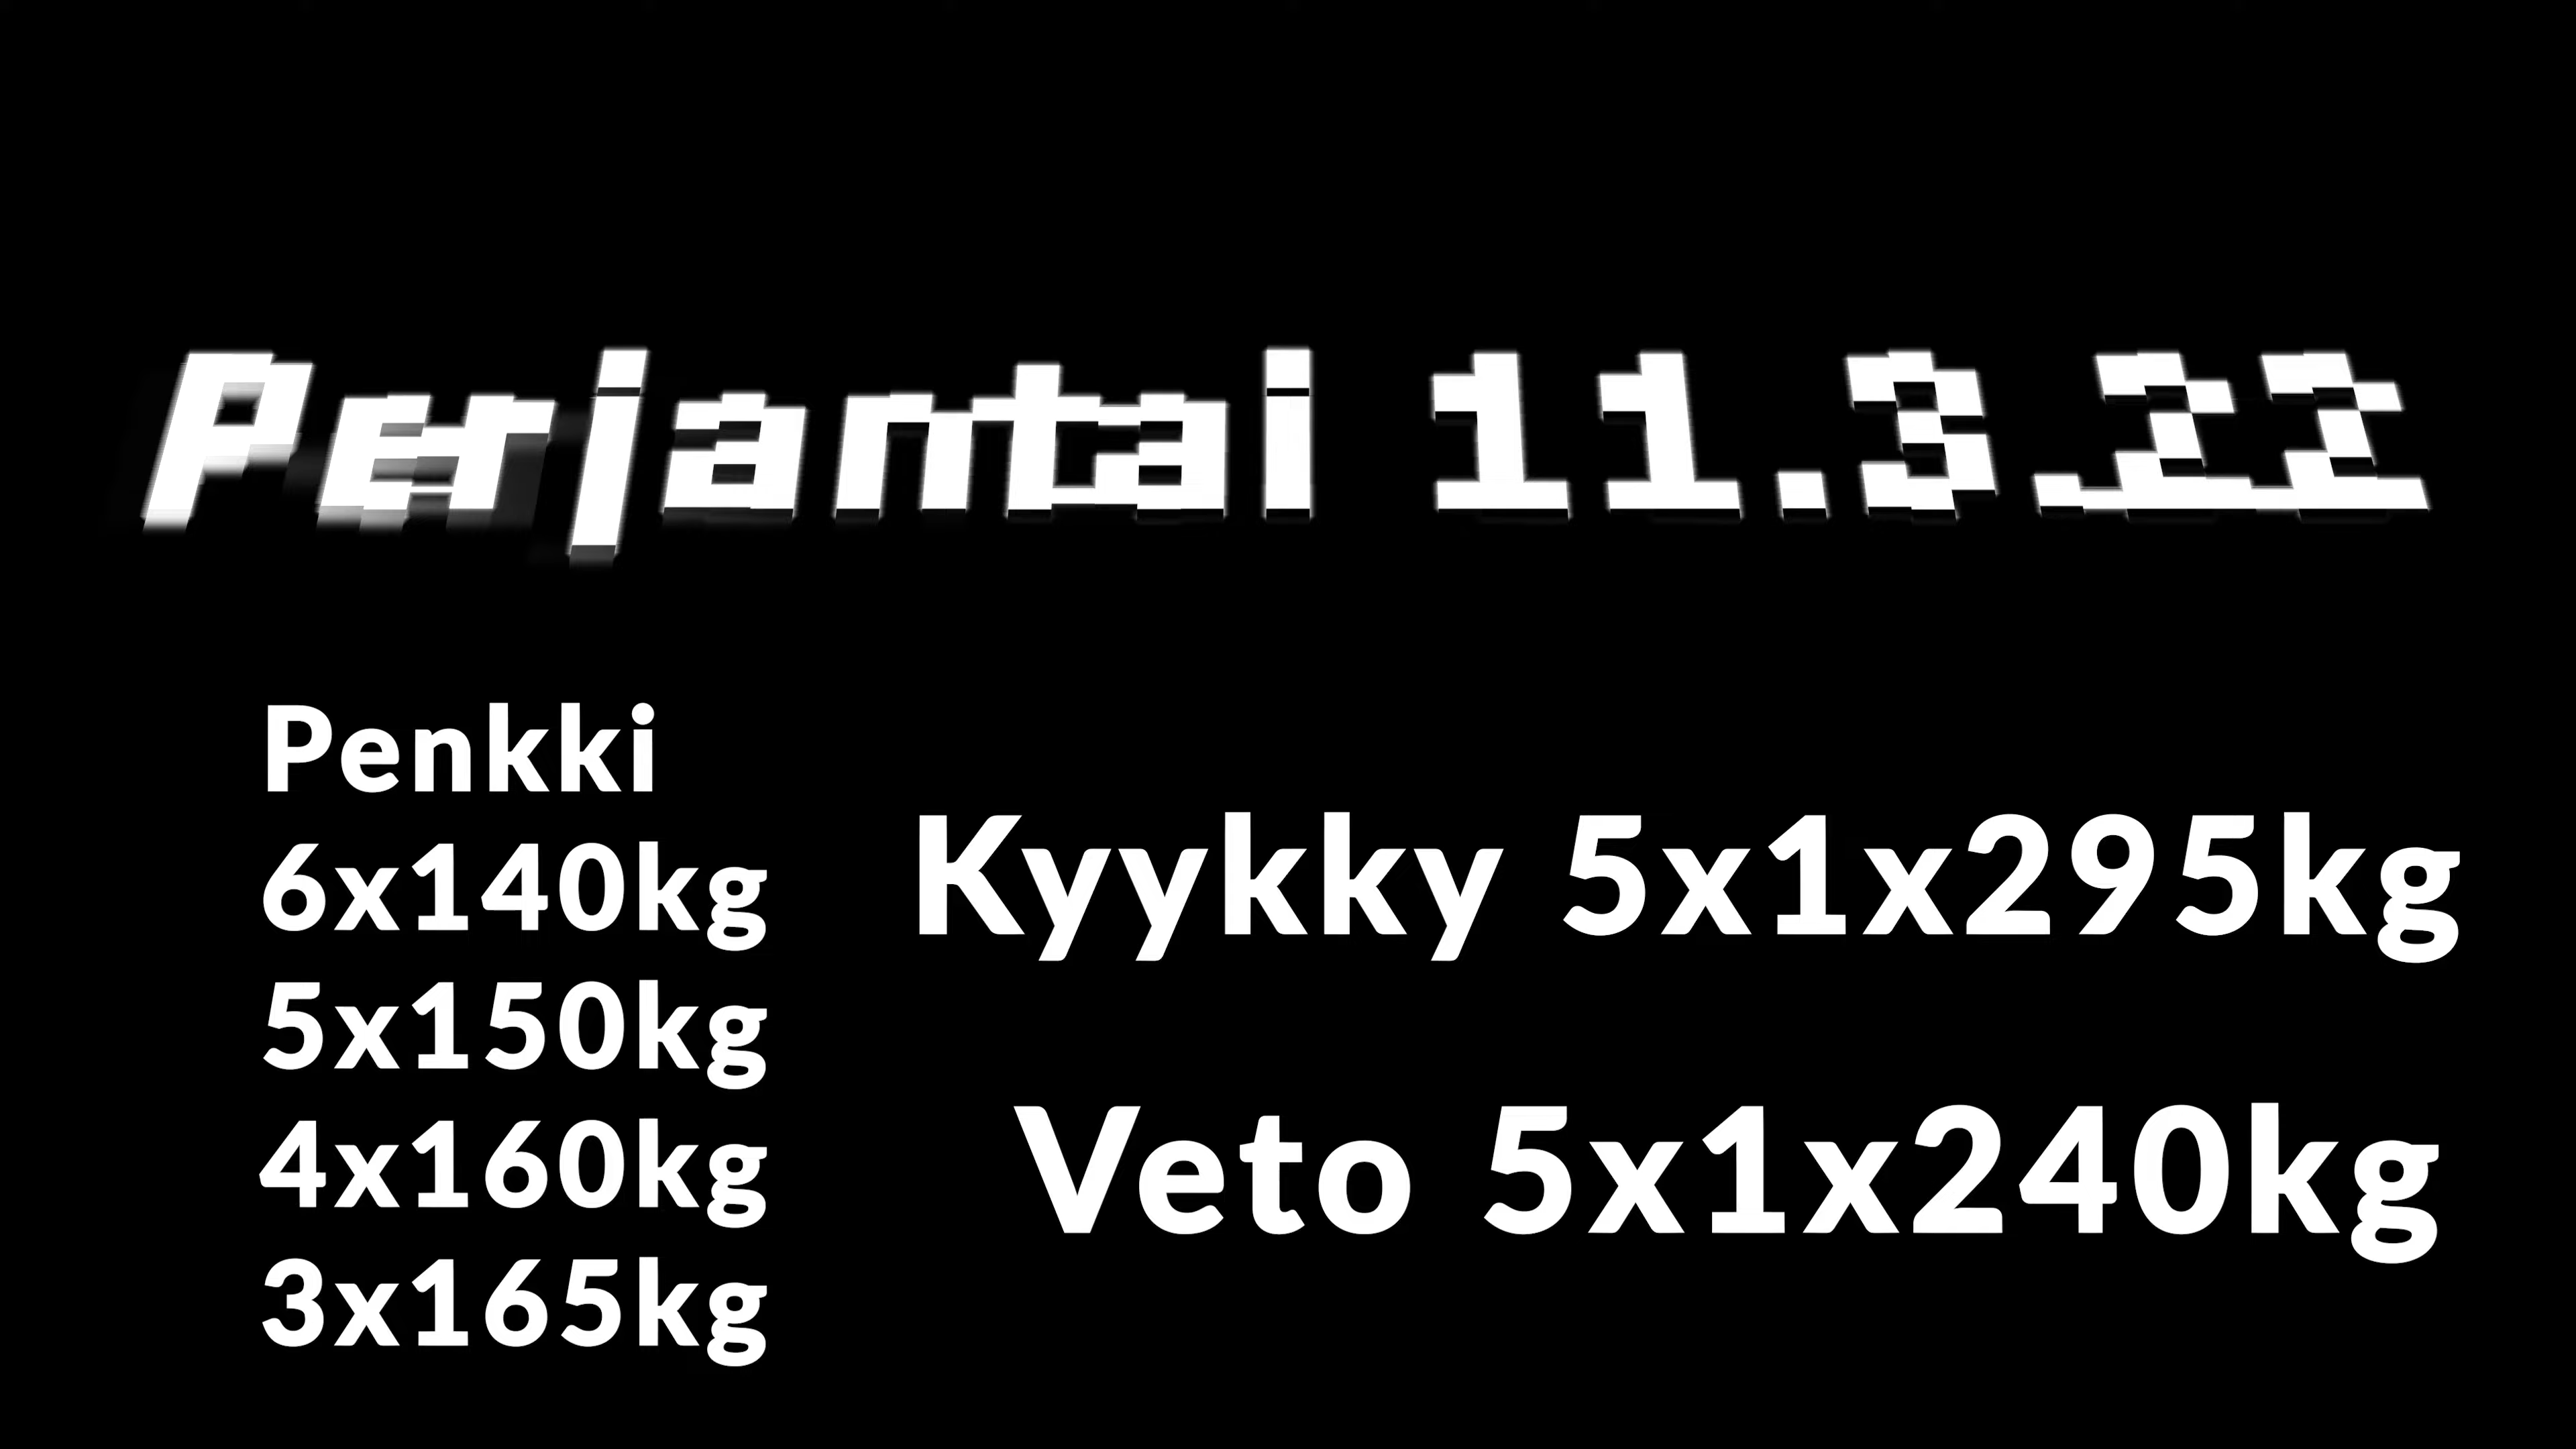 Perjantai 11.3.22
Penkki
6x140kg
5x150kg
4x160kg
3x165kg
Kyykky 5x1x295kg
Veto 5x1x240kg